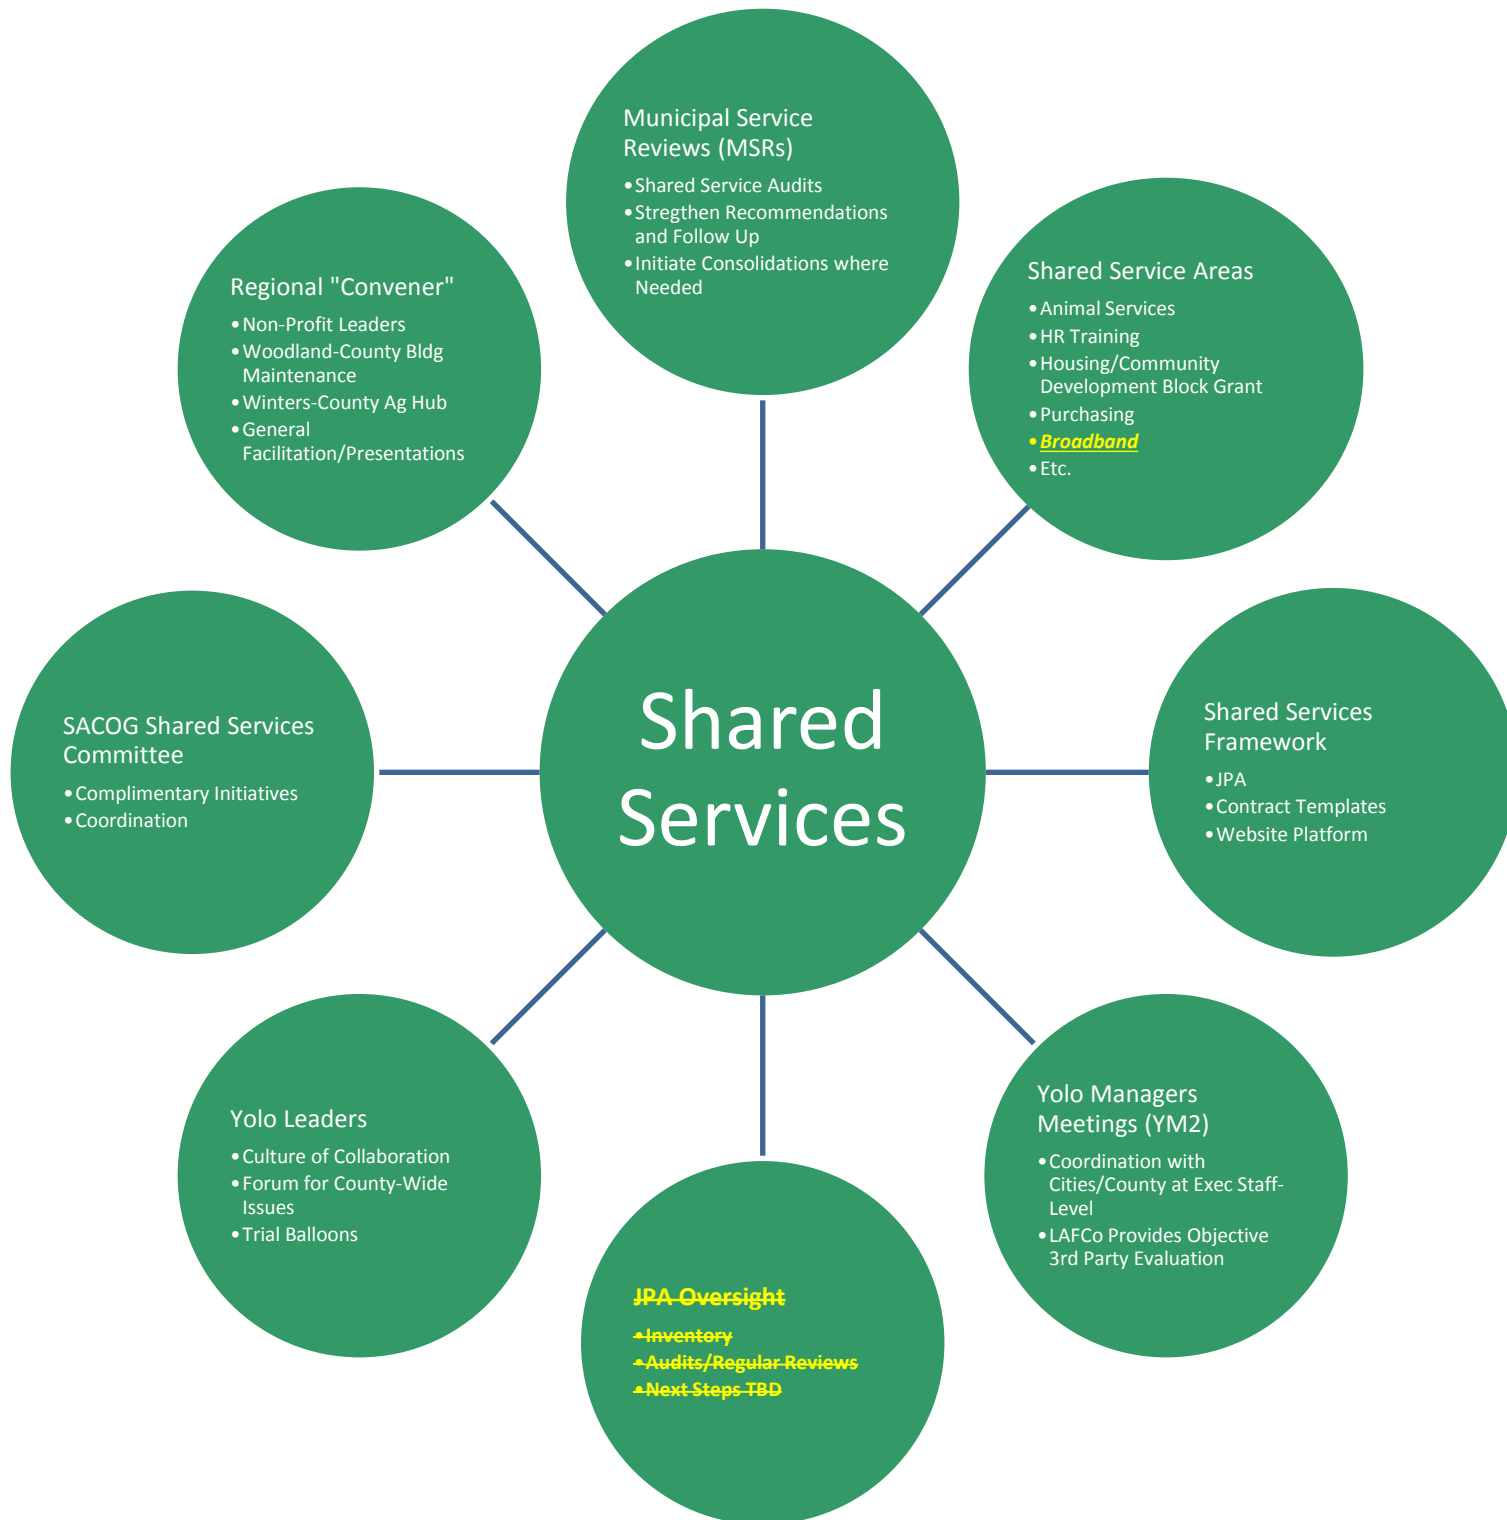 Municipal Service
Reviews (MSRs)
•Shared Service Audits
•Stregthen Recommendations
and Follow Up
•Initiate Consolidations where
Needed
Shared Service Areas
•Animal Services
•HR Training
•Housing/Community
Development Block Grant
•Purchasing
•Broadband
•Etc.
Shared Services
Framework
•JPA
•Contract Templates
•Website Platform
Yolo Managers
Meetings (YM2)
•Coordination with
Cities/County at Exec Staff-
Level
•LAFCo Provides Objective
3rd Party Evaluation
JPA Oversight
•Inventory
•Audits/Regular Reviews
•Next Steps TBD
Yolo Leaders
•Culture of Collaboration
•Forum for County-Wide
Issues
•Trial Balloons
SACOG Shared Services
Committee
•Complimentary Initiatives
•Coordination
Regional "Convener"
•Non-Profit Leaders
•Woodland-County Bldg
Maintenance
•Winters-County Ag Hub
•General
Facilitation/Presentations
Shared
Services